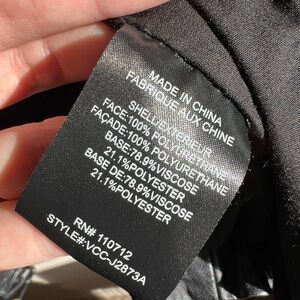 MADE IN CHINA
FABRIQUE AUX CHINE
SHELL/EXTERIEUR
FACE:100% POLYURETHANE
FAÇADE:100% POLYURETHANE
BASE:78.9%VISCOSE
21.1%POLYESTER
BASE DE:78.9%VISCOSE
21.1%POLYESTER
RN# 110712
STYLE#:VCC-J2873A